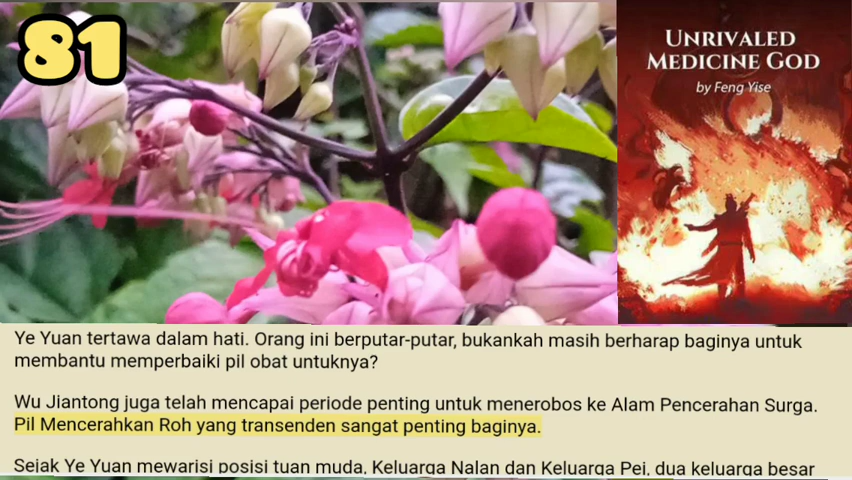 81
UNRIVALED
MEDICINE GOD
by Feng Yise
Ye Yuan tertawa dalam hati. Orang ini berputar-putar, bukankah masih berharap baginya untuk
membantu memperbaiki pil obat untuknya?
Wu Jiantong juga telah mencapai periode penting untuk menerobos ke Alam Pencerahan Surga.
Pil Mencerahkan Roh yang transenden sangat penting baginya.
Sejak Ye Yuan mewarisi posisi tuan muda, Keluarga Nalan dan Keluarga Pei, dua keluarga besar